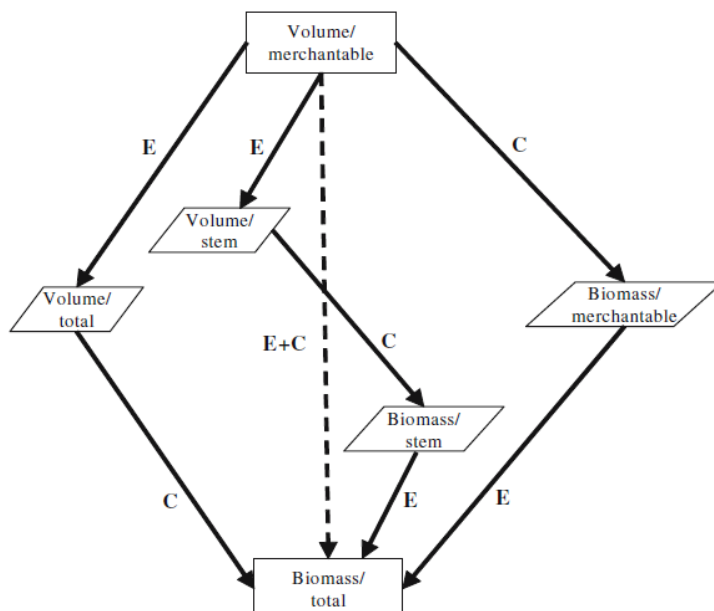 Volume/
merchantable
E
E
C
Volume/
stem
Volume/
total
Biomass/
merchantable
E+C
C
Biomass/
stem
C
E
E
Biomass/
total